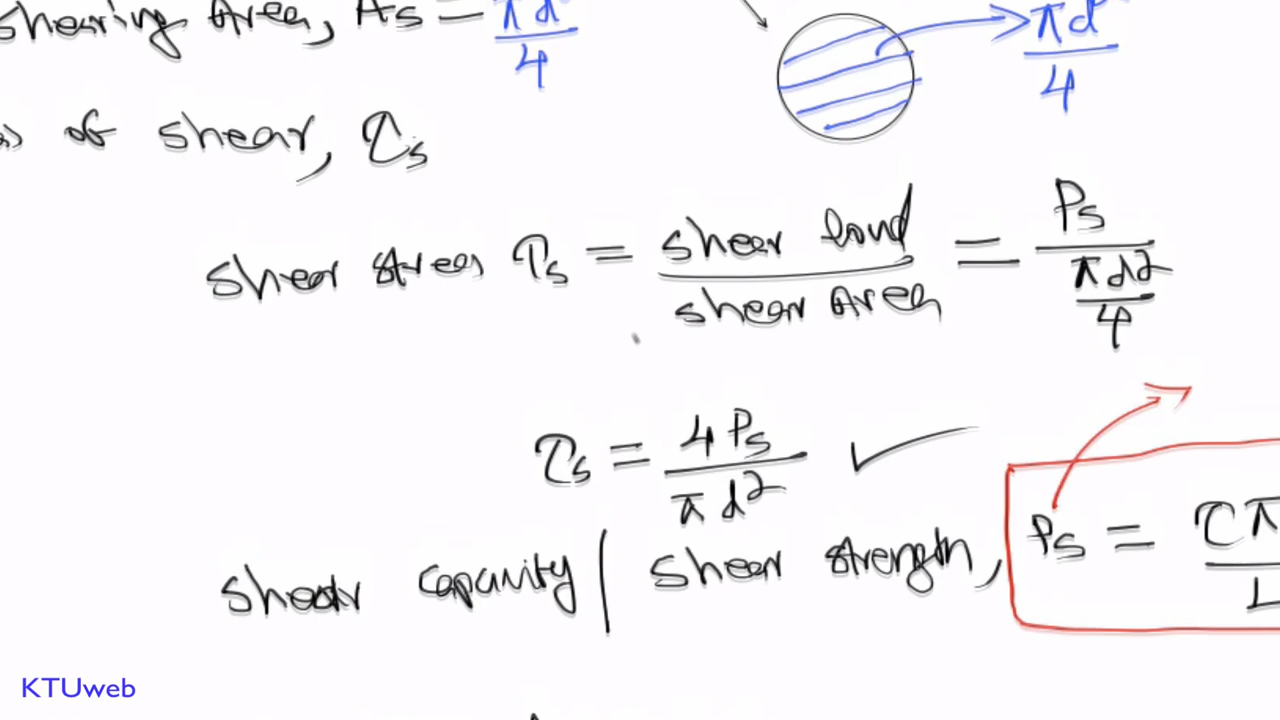 shearing Area, As = πd²/4
πd²/4
of shear, τs
shear stress τs = shear load / shear Area = Ps / (πd²/4)
τs = 4Ps / πd² ✓
shear capacity / shear strength, Ps = τπ
KTUweb